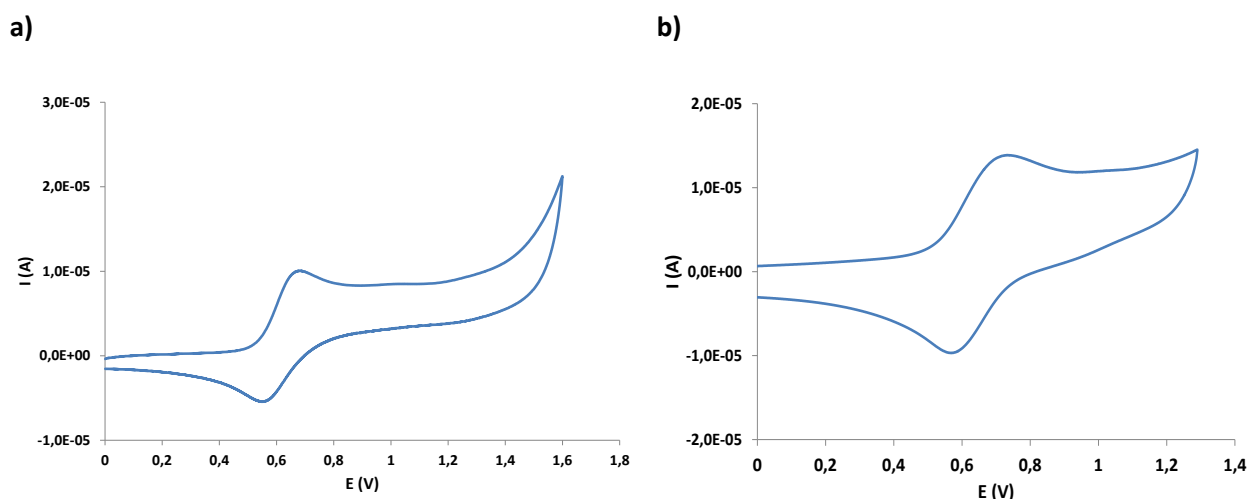 a)
3,0E-05
2,0E-05
1,0E-05
0,0E+00
-1,0E-05
I (A)
0 0,2 0,4 0,6 0,8 1 1,2 1,4 1,6 1,8
E (V)
b)
2,0E-05
1,0E-05
0,0E+00
-1,0E-05
-2,0E-05
I (A)
0 0,2 0,4 0,6 0,8 1 1,2 1,4
E (V)